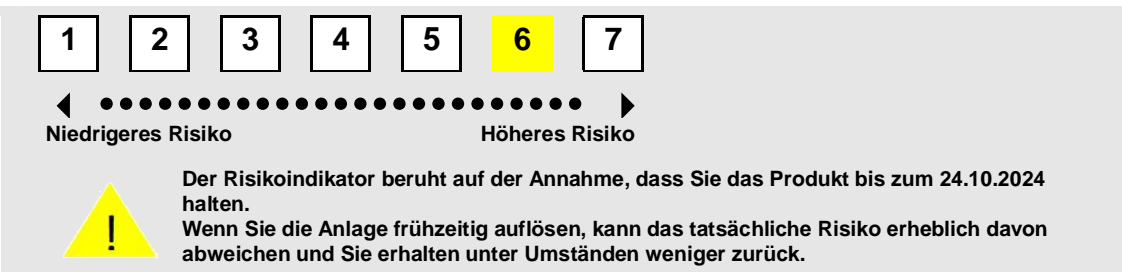 1 2 3 4 5 6 7
Niedrigeres Risiko Höheres Risiko
Der Risikoindikator beruht auf der Annahme, dass Sie das Produkt bis zum 24.10.2024
halten.
Wenn Sie die Anlage frühzeitig auflösen, kann das tatsächliche Risiko erheblich davon
abweichen und Sie erhalten unter Umständen weniger zurück.
!